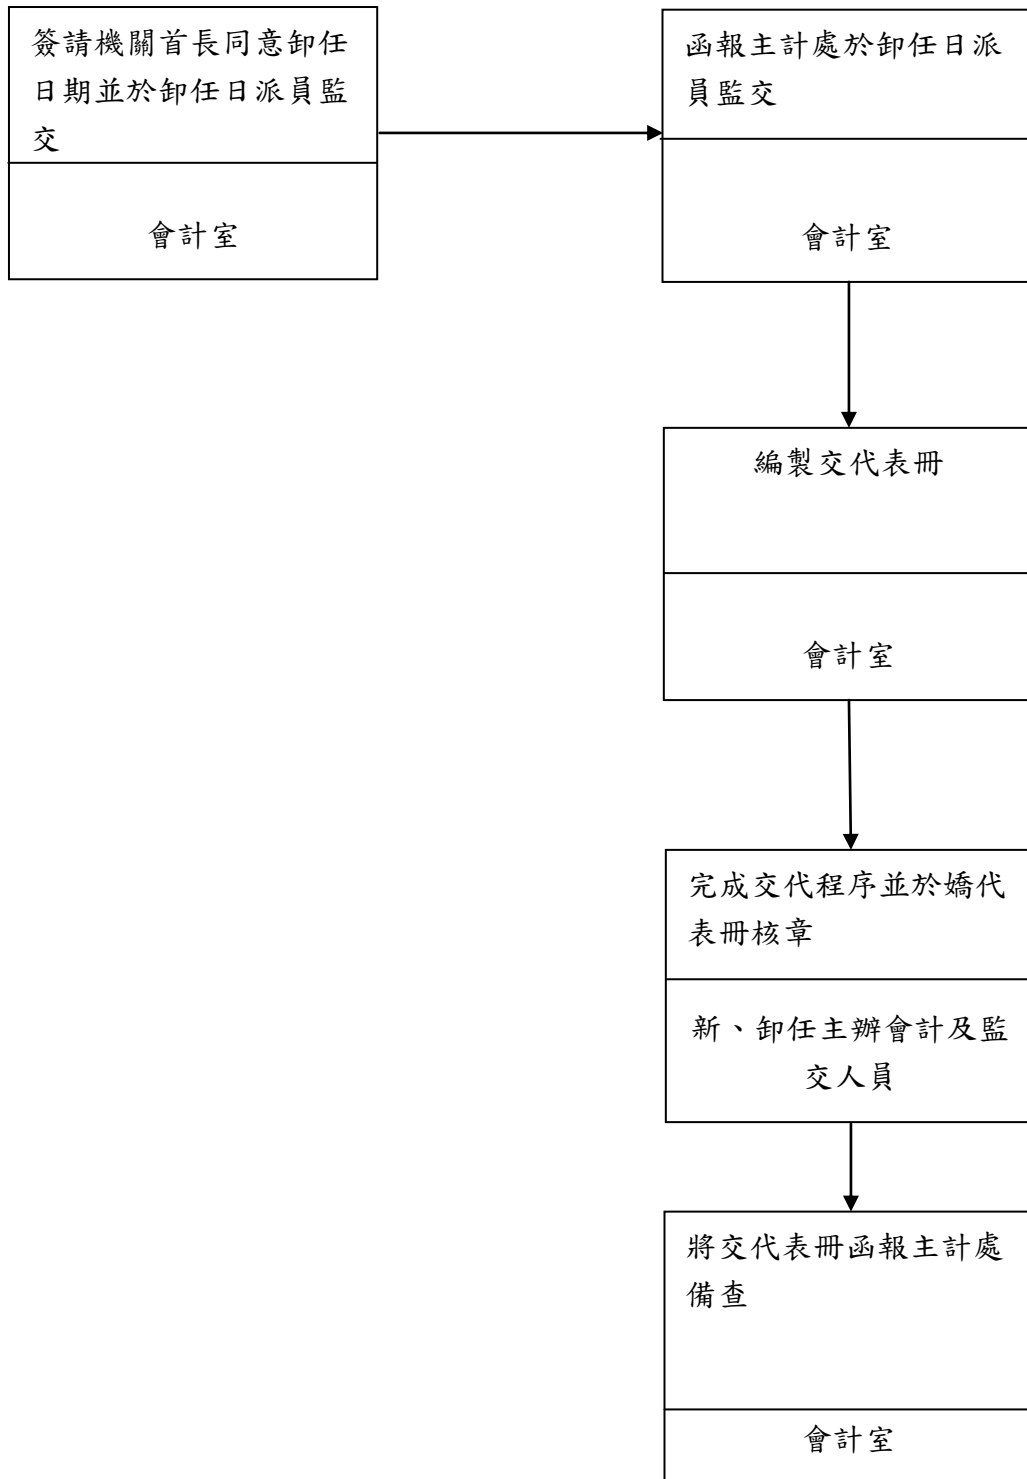 簽請機關首長同意卸任
日期並於卸任日派員監
交
會計室
函報主計處於卸任日派
員監交
會計室
編製交代表冊
會計室
完成交代程序並於嬌代
表冊核章
新、卸任主辦會計及監
交人員
將交代表冊函報主計處
備查
會計室